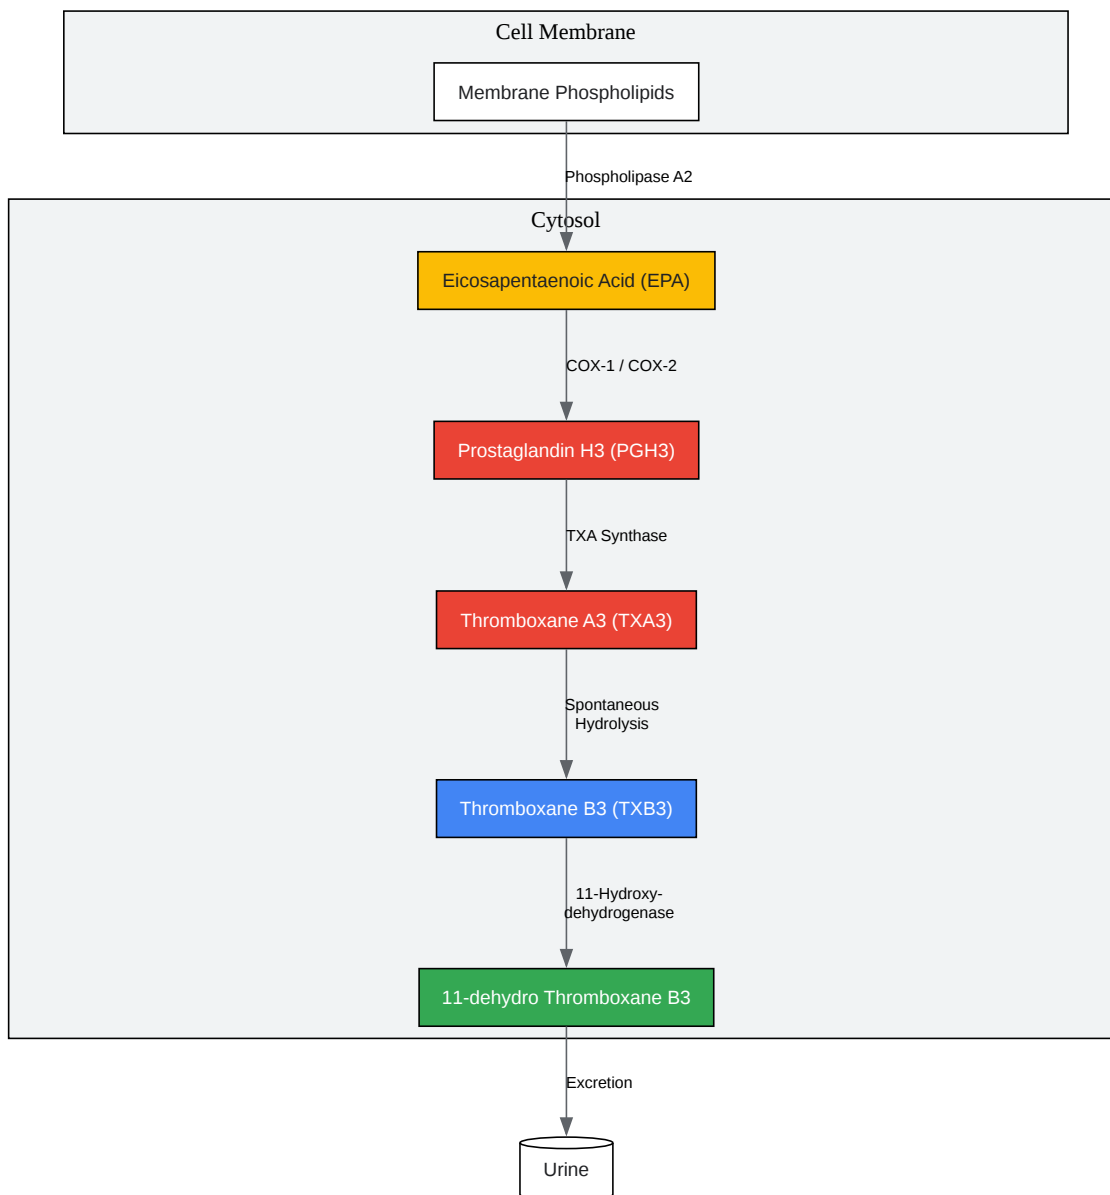 Cell Membrane
Membrane Phospholipids
Phospholipase A2
Cytosol
Eicosapentaenoic Acid (EPA)
COX-1 / COX-2
Prostaglandin H3 (PGH3)
TXA Synthase
Thromboxane A3 (TXA3)
Spontaneous
Hydrolysis
Thromboxane B3 (TXB3)
11-Hydroxy-
dehydrogenase
11-dehydro Thromboxane B3
Excretion
Urine